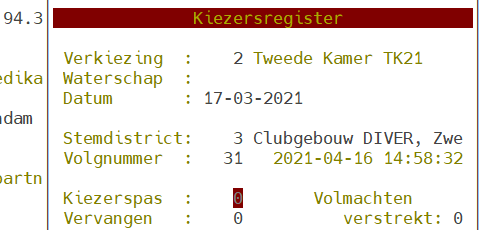 94.3
Kiezersregister
Verkiezing : 2 Tweede Kamer TK21
edika
Waterschap :
Datum : 17-03-2021
dam
Stemdistrict: 3 Clubgebouw DIVER, Zwe
Volgnummer : 31 2021-04-16 14:58:32
partn
Kiezerspas : 0 Volmachten
Vervangen : 0 verstrekt: 0